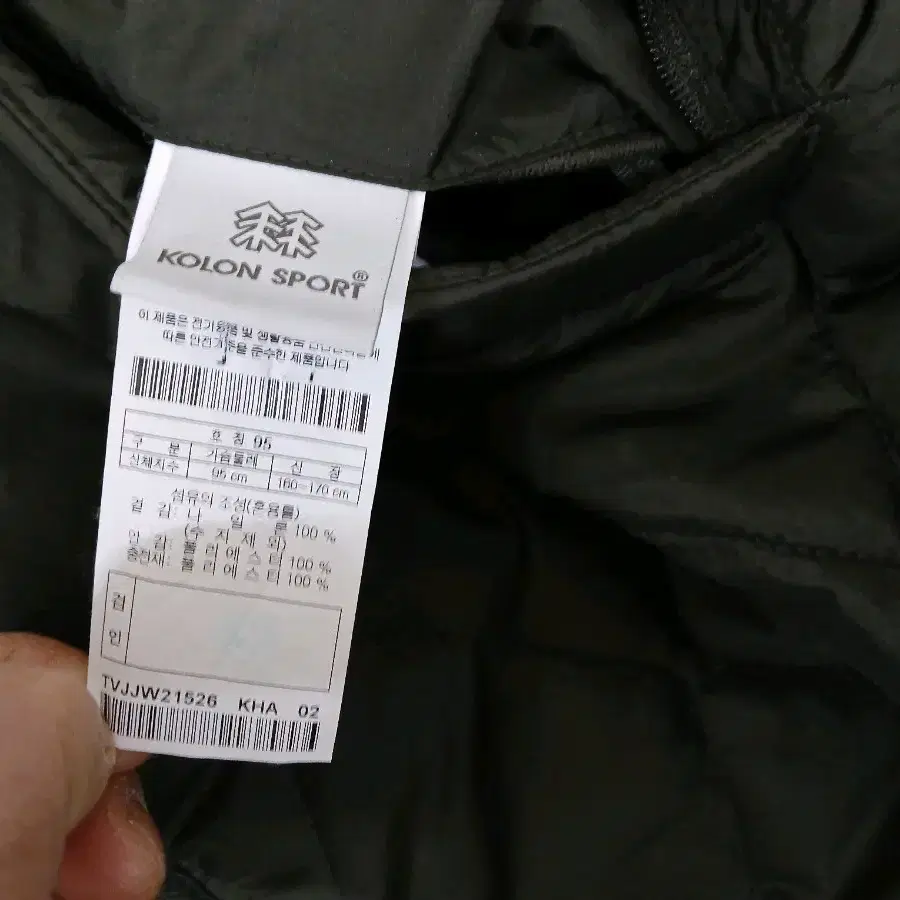 KOLON SPORT®
이 제품은 전기용품 및 생활용품
따른 안전기준을 준수한 제품입니다
호 칭 95
구 분 가슴둘레 신 장
신체치수 95 cm 160~170 cm
섬유의 조성(혼용률)
겉 감: 나 일 론 100 %
(수 지 제 외)
안 감: 폴 리 에 스 터 100 %
충전재: 폴 리 에 스 터 100 %
검
인
TVJJW21526 KHA 02